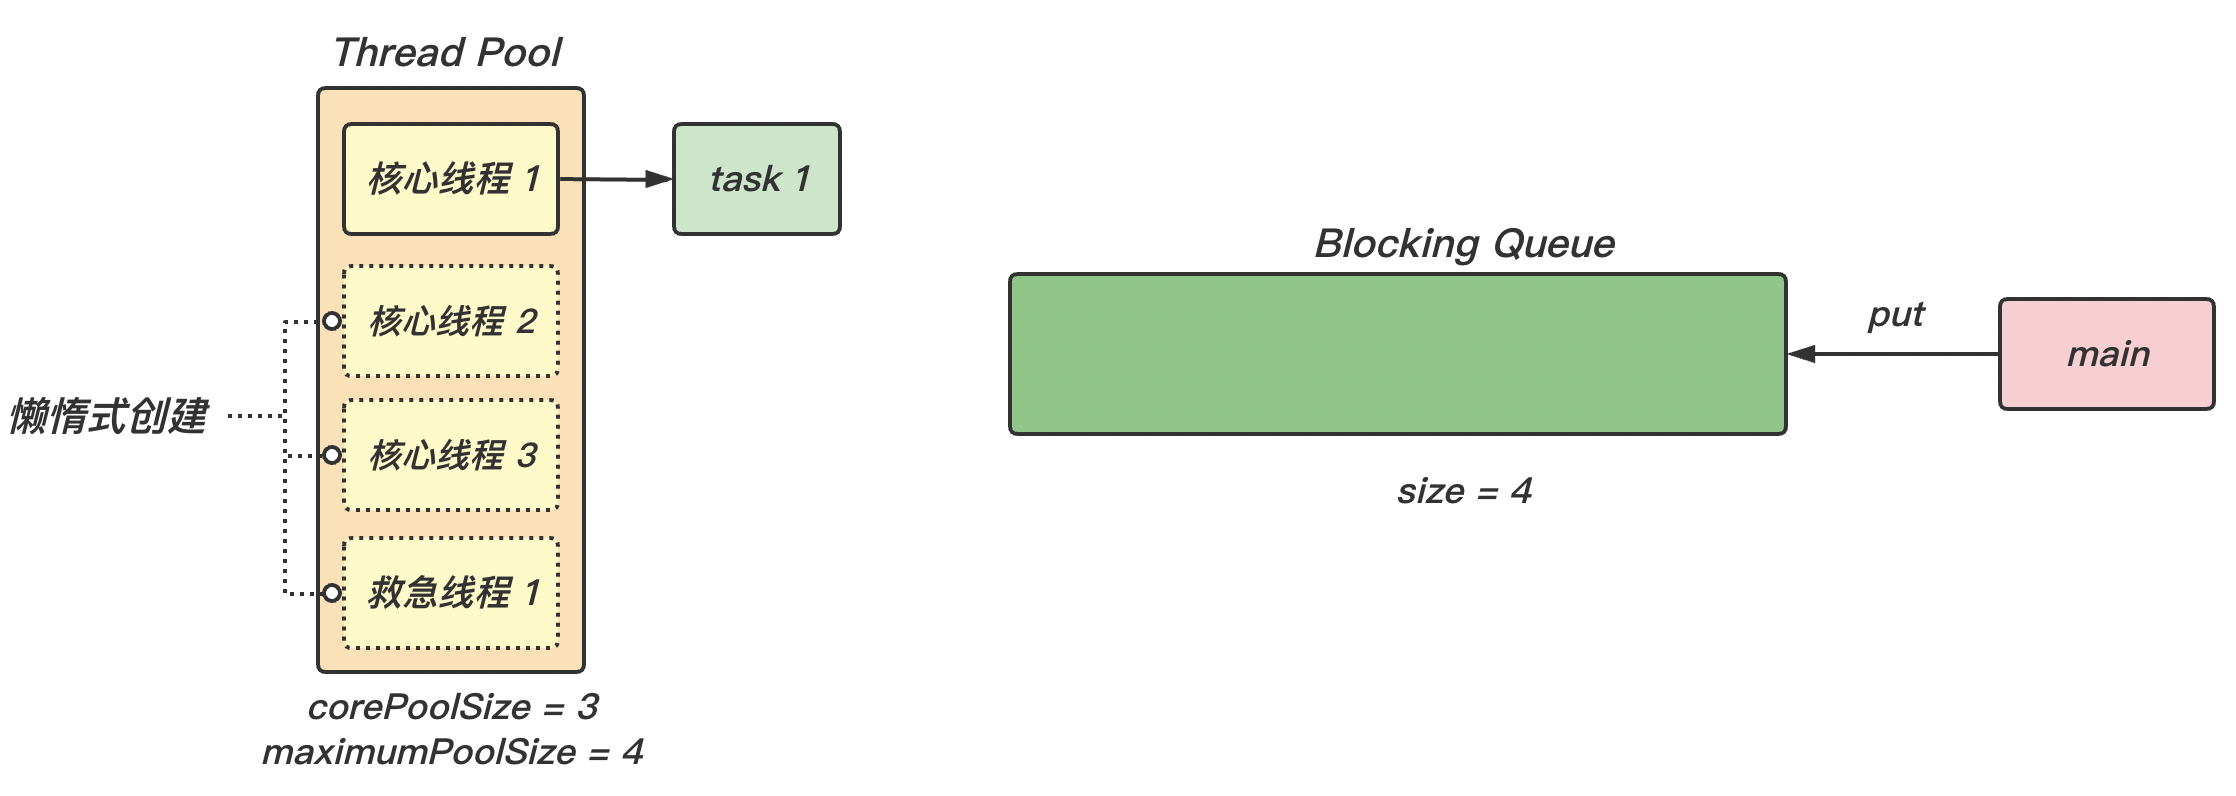 Thread Pool
核心线程 1
task 1
核心线程 2
核心线程 3
救急线程 1
懒惰式创建
corePoolSize = 3
maximumPoolSize = 4
Blocking Queue
put
main
size = 4